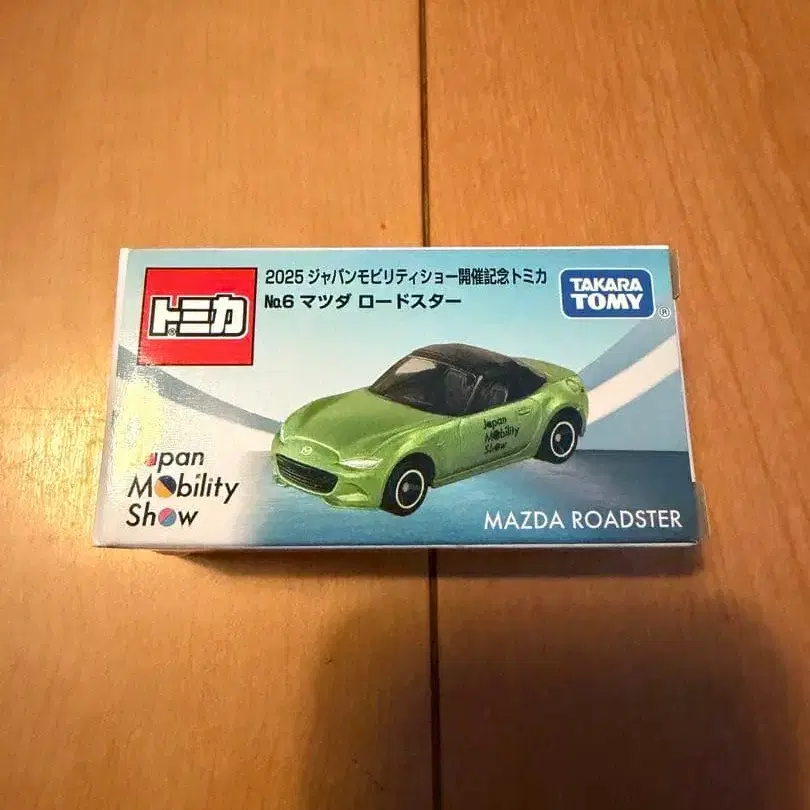 トミカ
®
2025 ジャパンモビリティショー開催記念トミカ
No.6 マツダ ロードスター
TAKARA
TOMY
®
Japan
Mobility
Show
Japan
Mobility
Show
MAZDA ROADSTER